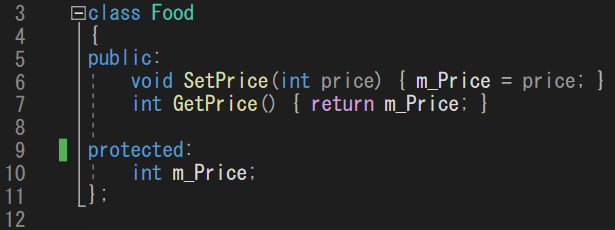 3 class Food
4 {
5 public:
6 void SetPrice(int price) { m_Price = price; }
7 int GetPrice() { return m_Price; }
8
9 protected:
10 int m_Price;
11 };
12